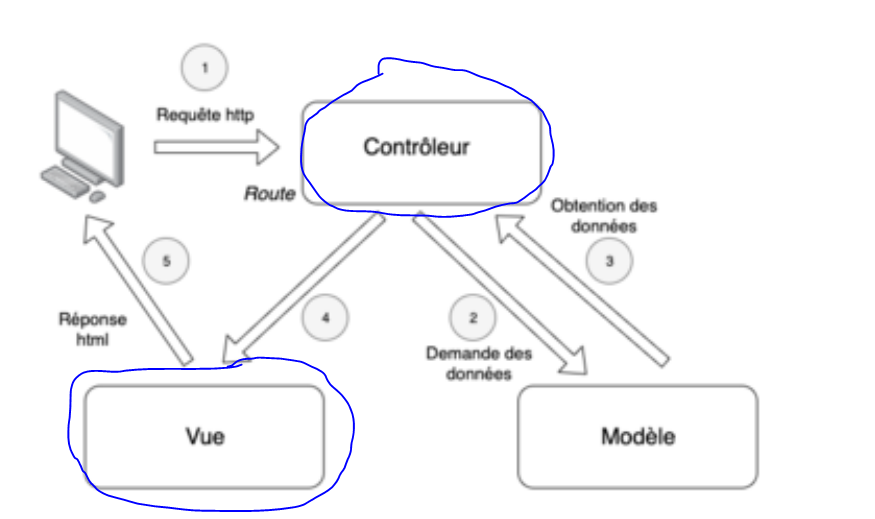 1
Requête http
Contrôleur
Route
Obtention des
données
3
5
4
2
Réponse
html
Demande des
données
Vue
Modèle